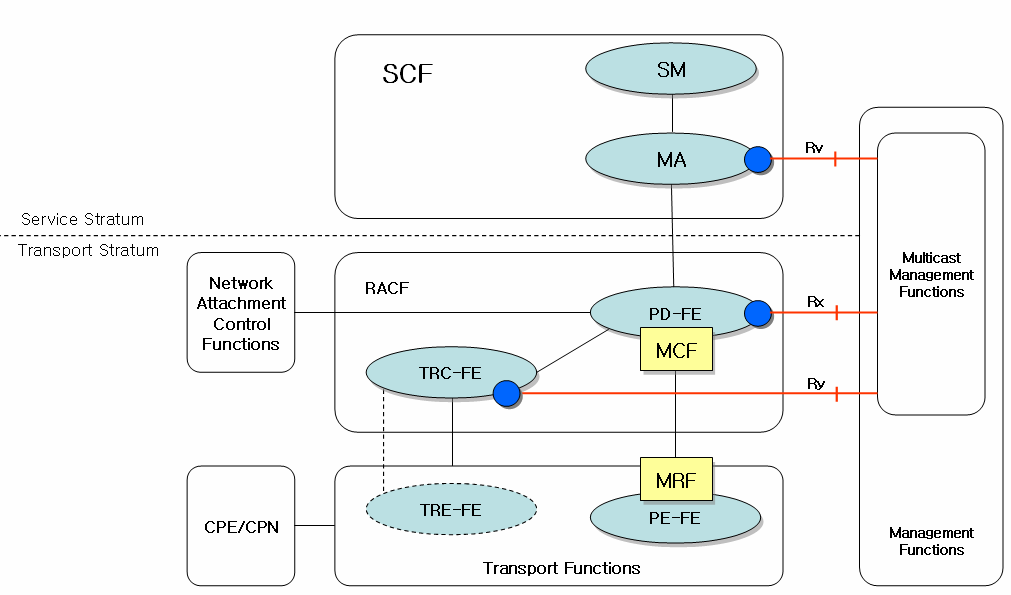 SCF
SM
MA
Rv
Service Stratum
Transport Stratum
Network
Attachment
Control
Functions
RACF
PD-FE
MCF
Rx
TRC-FE
Ry
Multicast
Management
Functions
CPE/CPN
TRE-FE
MRF
PE-FE
Transport Functions
Management
Functions